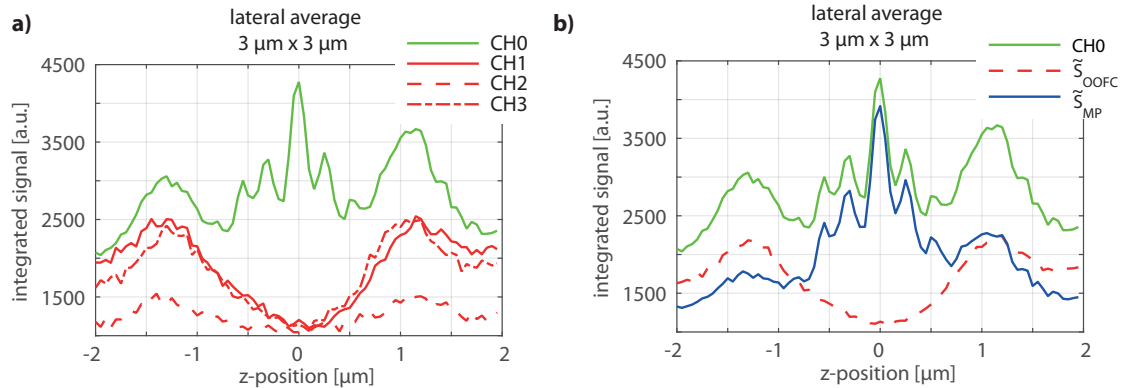 a)
lateral average
3 µm x 3 µm
CH0
CH1
CH2
CH3
4500
3500
2500
1500
integrated signal [a.u.]
-2
-1
0
1
2
z-position [µm]
b)
lateral average
3 µm x 3 µm
CH0
S̃OOFC
S̃MP
4500
3500
2500
1500
integrated signal [a.u.]
-2
-1
0
1
2
z-position [µm]